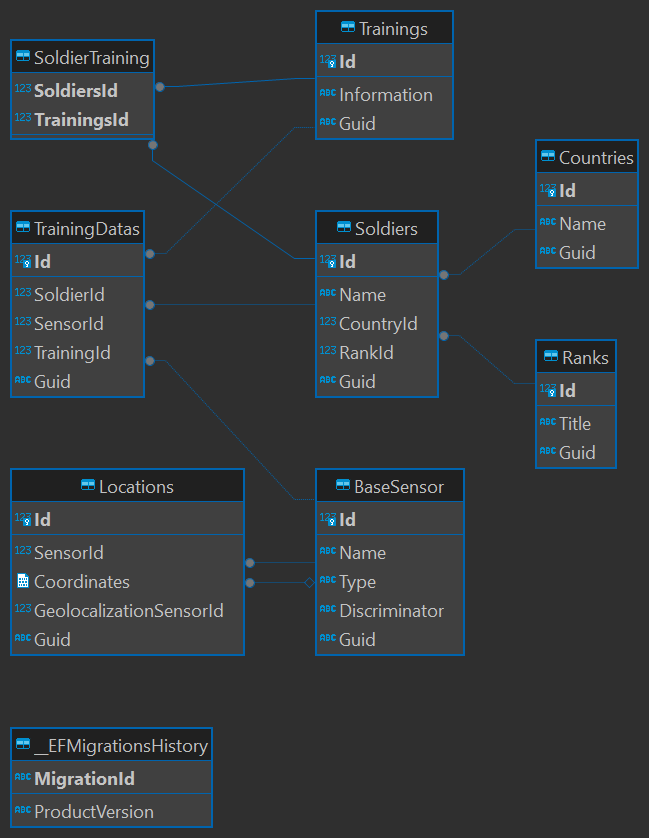 SoldierTraining
123 SoldiersId
123 TrainingsId
Trainings
123 Id
ABC Information
ABC Guid
Countries
123 Id
ABC Name
ABC Guid
TrainingDatas
123 Id
123 SoldierId
123 SensorId
123 TrainingId
ABC Guid
Soldiers
123 Id
ABC Name
123 CountryId
123 RankId
ABC Guid
Ranks
123 Id
ABC Title
ABC Guid
Locations
123 Id
123 SensorId
Coordinates
123 GeolocalizationSensorId
ABC Guid
BaseSensor
123 Id
ABC Name
ABC Type
ABC Discriminator
ABC Guid
__EFMigrationsHistory
ABC MigrationId
ABC ProductVersion